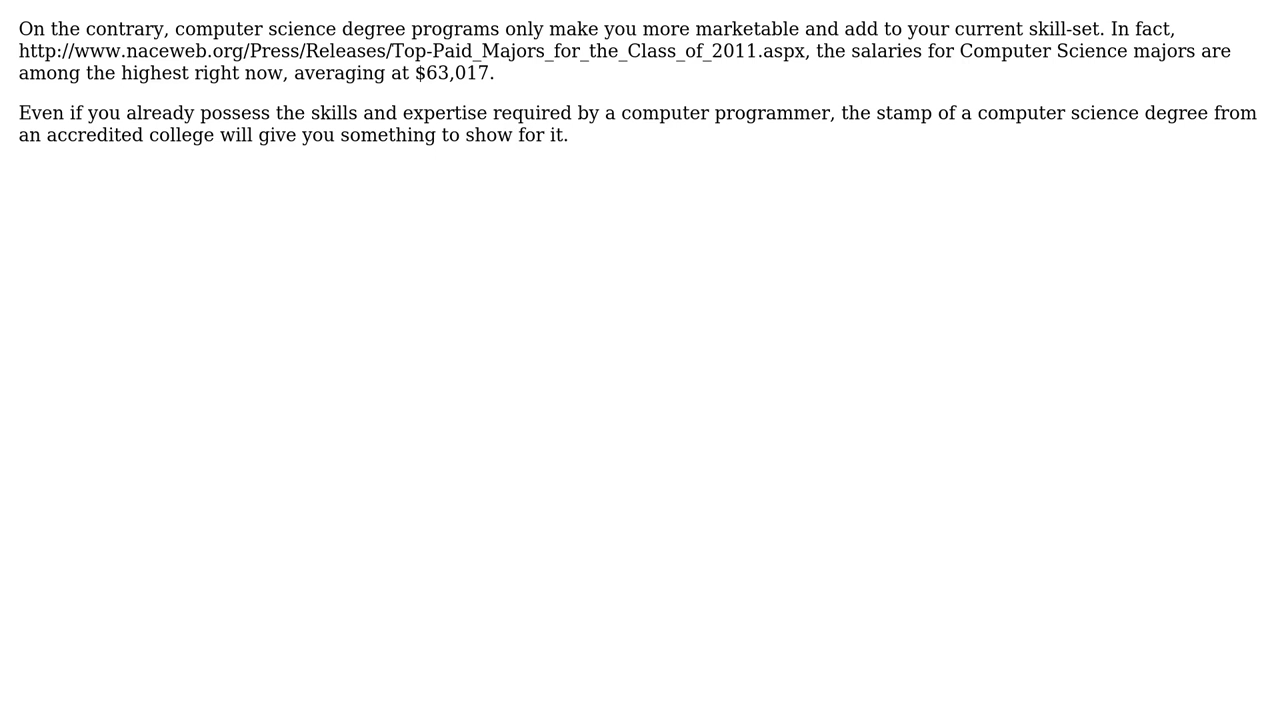 On the contrary, computer science degree programs only make you more marketable and add to your current skill-set. In fact,
http://www.naceweb.org/Press/Releases/Top-Paid_Majors_for_the_Class_of_2011.aspx, the salaries for Computer Science majors are
among the highest right now, averaging at $63,017.
Even if you already possess the skills and expertise required by a computer programmer, the stamp of a computer science degree from
an accredited college will give you something to show for it.